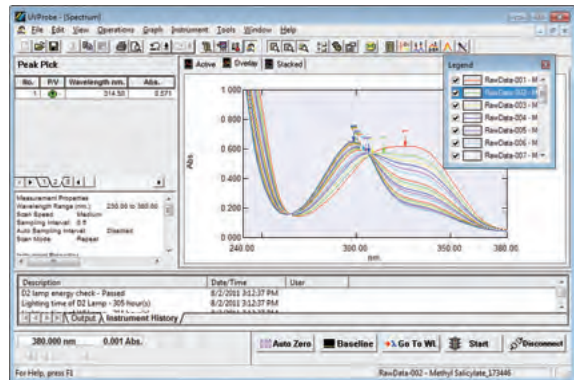 UVProbe - [Spectrum]
File Edit View Operations Graph Instrument Tools Window Help
Peak Pick
No. P/V Wavelength nm. Abs.
1 314.50 0.571
Active Overlay Stacked
Legend
RawData-001 - M
RawData-002 - M
RawData-003 - M
RawData-004 - M
RawData-005 - M
RawData-006 - M
RawData-007 - M
1.000
0.800
0.600
0.400
0.200
0.000
Abs.
240.00 300.00 350.00 380.00
nm.
1 2 3 4
Measurement Properties
Wavelength Range (nm.): 230.00 to 380.00
Scan Speed Medium
Sampling Interval 0.5
Auto Sampling Interval Disabled
Scan Mode Repeat
Description Date/Time User
D2 lamp energy check - Passed 8/2/2011 3:12:37 PM
Lighting time of D2 Lamp - 305 hour(s) 8/2/2011 3:12:37 PM
Output Instrument History
380.000 nm 0.001 Abs.
Auto Zero Baseline Go To WL Start Disconnect
For Help, press F1 RawData-002 - Methyl Salicylate_173446